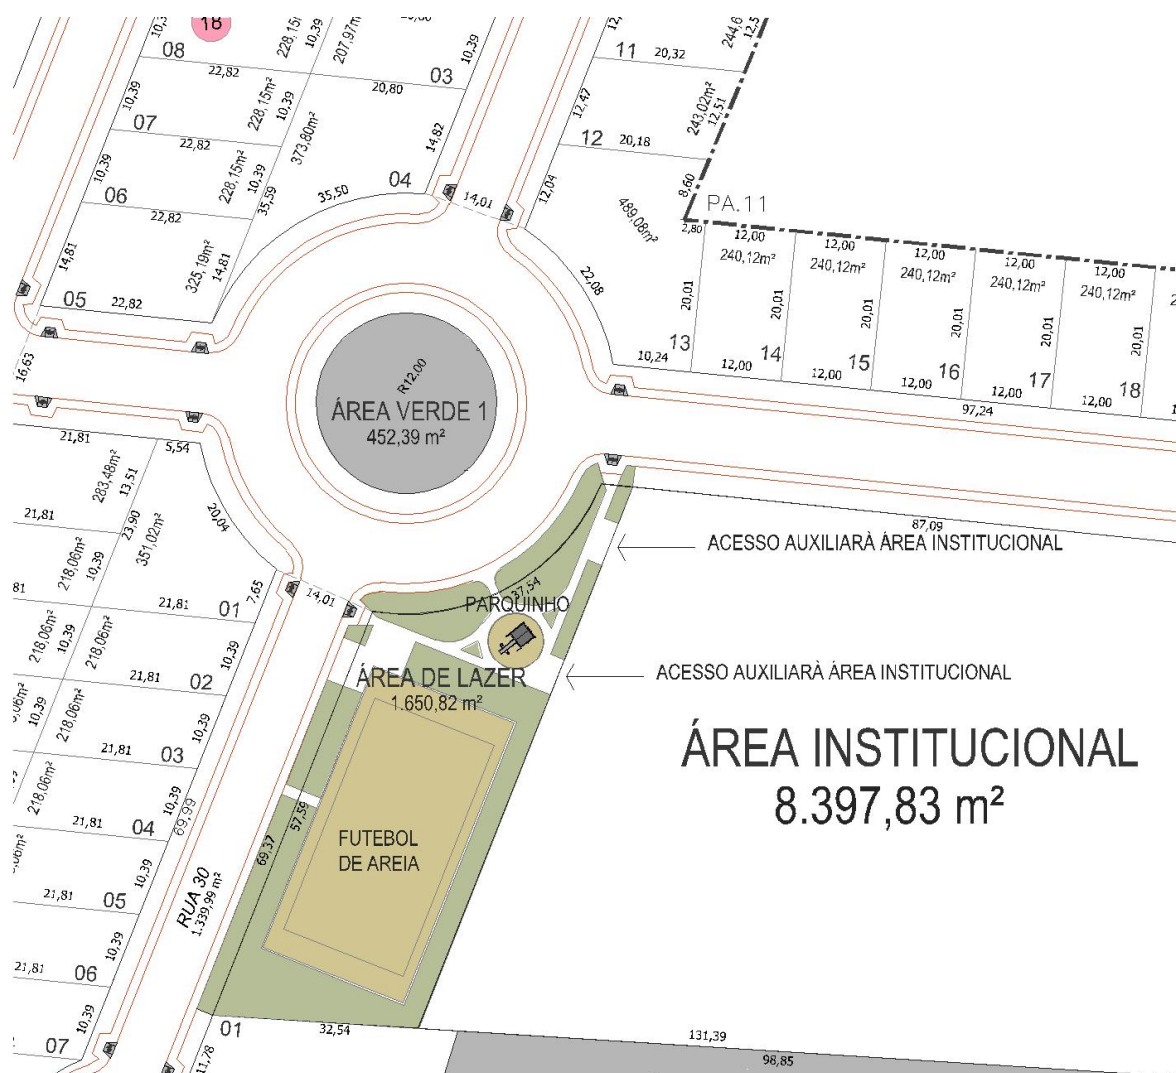 18
08
22,82
10,39
228,15m²
10,39
207,97m²
03
10,39
20,80
10,39
07
22,82
228,15m²
10,39
373,80m²
14,82
10,39
06
22,82
228,15m²
10,39
35,59
35,50
04
14,01
14,81
05
22,82
325,19m²
14,81
16,63
11
20,32
244,6
12,47
12
20,18
243,02m²
12,51
12,04
489,08m²
8,60
PA.11
22,08
2,80
12,00
12,00
12,00
12,00
12,00
240,12m²
240,12m²
240,12m²
240,12m²
240,12m²
20,01
20,01
20,01
20,01
20,01
20,01
10,24
13
12,00
14
12,00
15
12,00
16
12,00
17
12,00
18
97,24
R12,00
ÁREA VERDE 1
452,39 m²
21,81
5,54
283,48m²
13,51
20,04
21,81
23,90
351,02m²
218,06m²
10,39
81
21,81
01
7,65
14,01
218,06m²
10,39
218,06m²
10,39
21,81
02
10,39
218,06m²
21,81
03
10,39
218,06m²
69,99
21,81
04
10,39
21,81
05
10,39
21,81
06
10,39
07
RUA 30
1.339,99 m²
87,09
ACESSO AUXILIARÀ ÁREA INSTITUCIONAL
37,54
PARQUINHO
ACESSO AUXILIARÀ ÁREA INSTITUCIONAL
ÁREA DE LAZER
1.650,82 m²
ÁREA INSTITUCIONAL
8.397,83 m²
57,59
69,37
FUTEBOL
DE AREIA
01
32,54
11,78
131,39
98,85